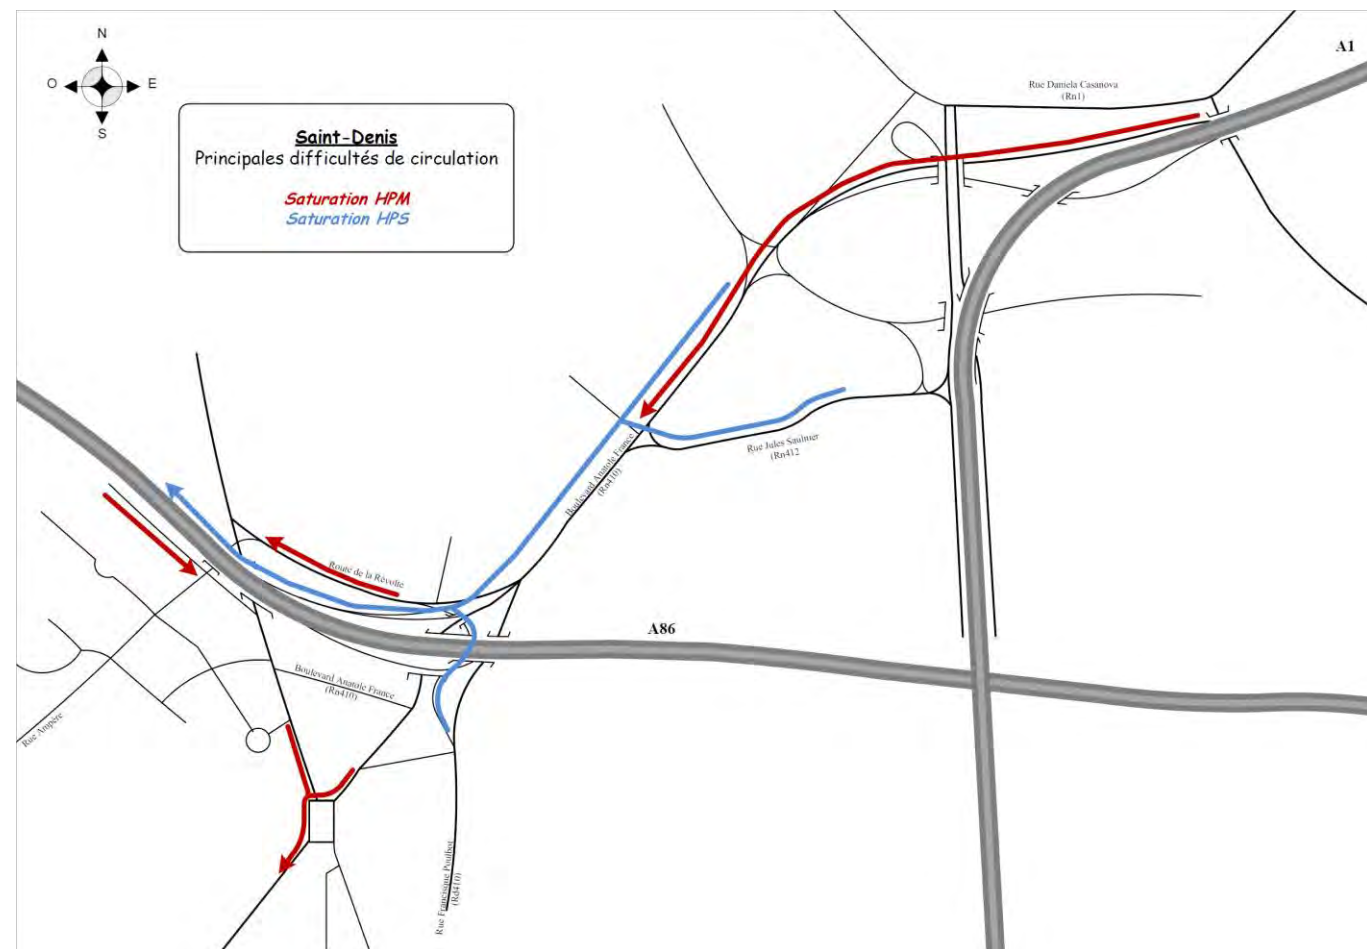 N
O
E
S
Saint-Denis
Principales difficultés de circulation
Saturation HPM
Saturation HPS
A1
Rue Daniela Casanova
(Rn1)
Boulevard Anatole France
(Rn410)
Rue Jules Saulnier
(Rn412
Route de la Révolte
A86
Boulevard Anatole France
(Rn410)
Rue Ampère
Rue Francisque Poulbot
(Rd410)